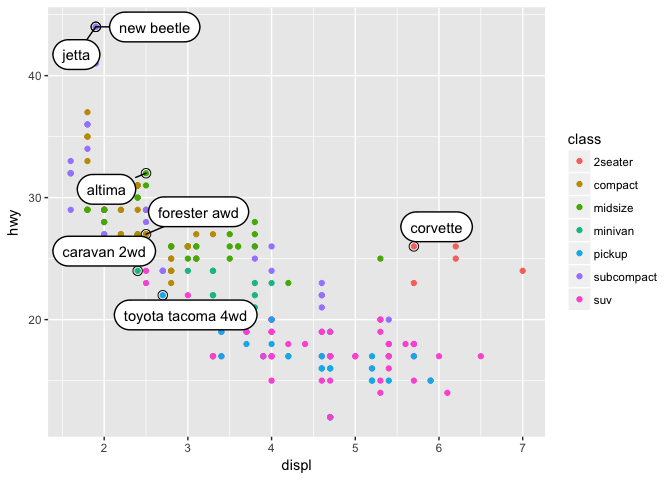 new beetle
jetta
altima
forester awd
corvette
caravan 2wd
toyota tacoma 4wd
40
30
20
hwy
2 3 4 5 6 7
displ
class
2seater
compact
midsize
minivan
pickup
subcompact
suv